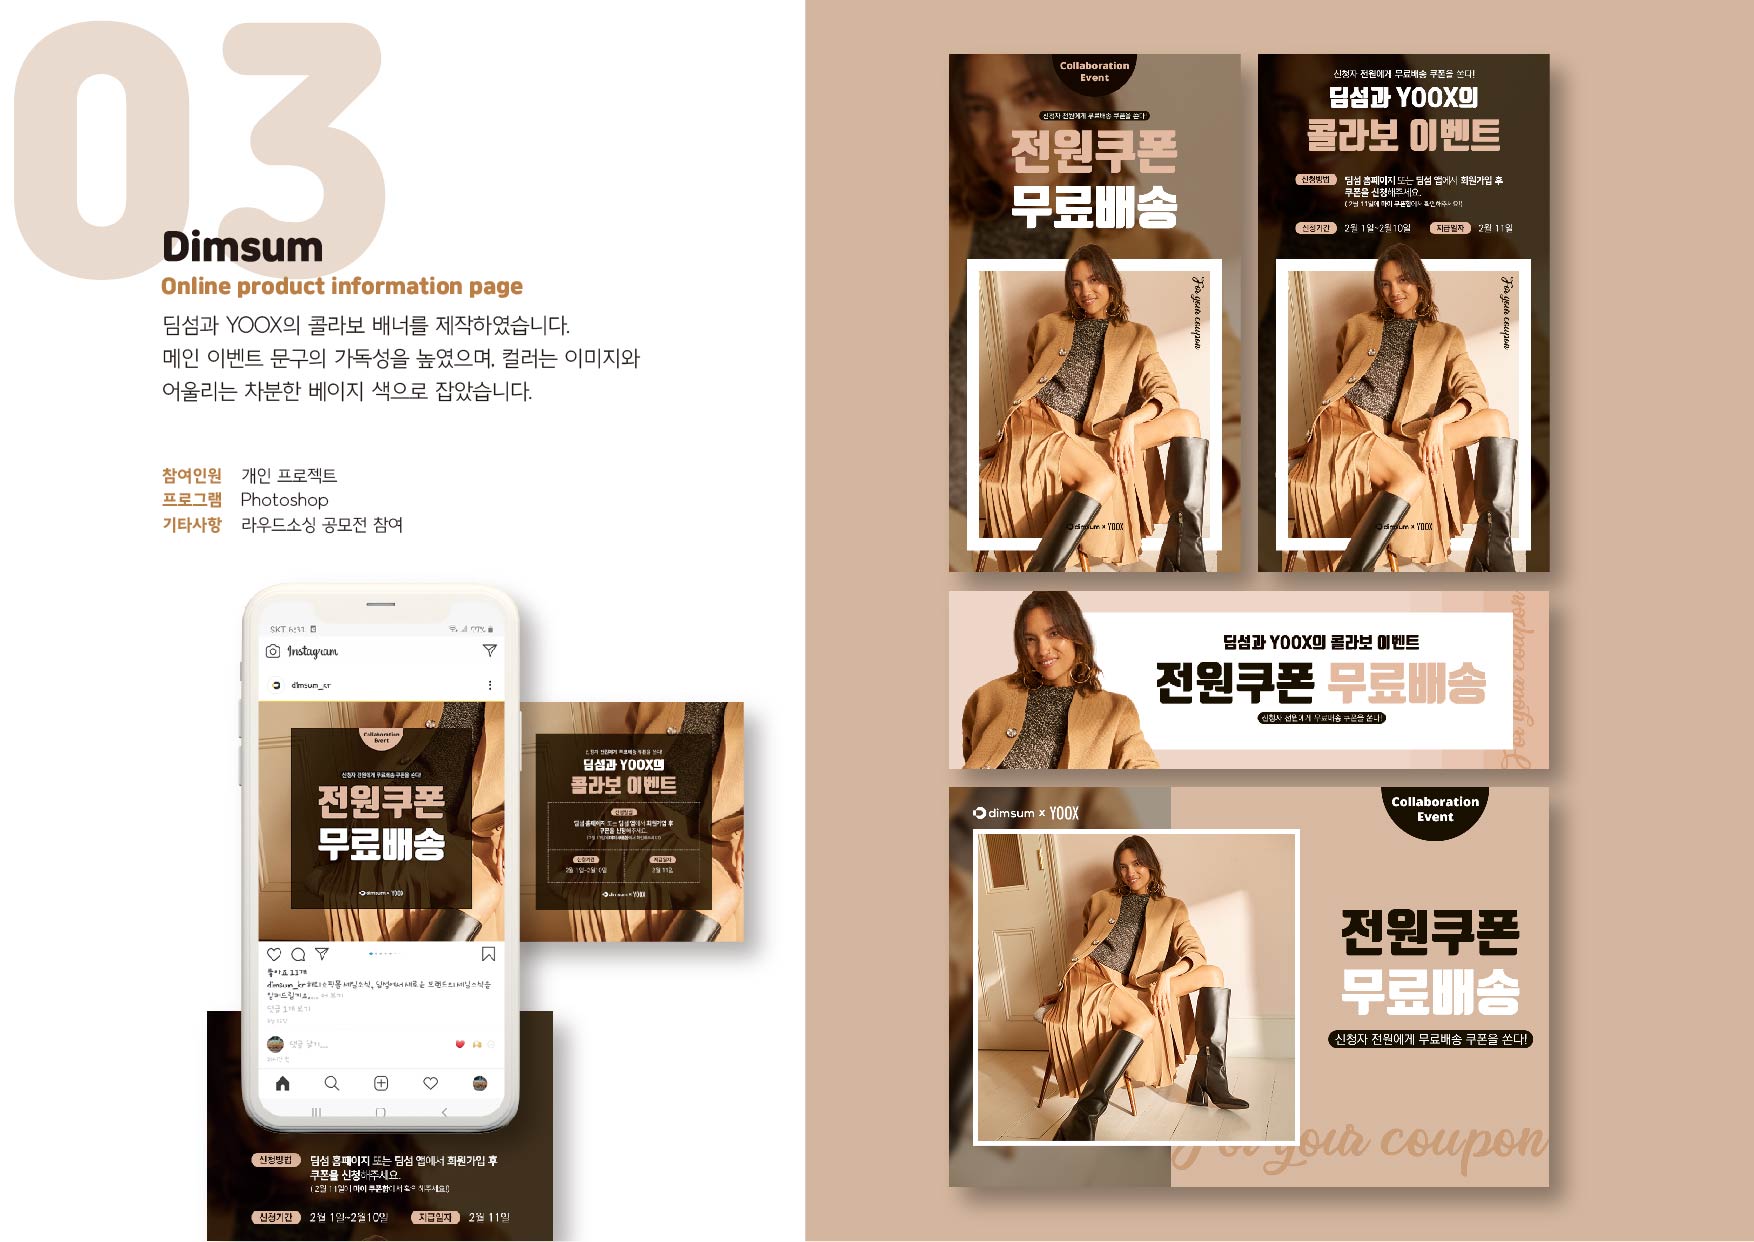 03
Dimsum
Online product information page
딤섬과 YOOX의 콜라보 배너를 제작하였습니다.
메인 이벤트 문구의 가독성을 높였으며, 컬러는 이미지와
어울리는 차분한 베이지 색으로 잡았습니다.
참여인원 개인 프로젝트
프로그램 Photoshop
기타사항 라우드소싱 공모전 참여
SKT 6:31
Instagram
dimsum_kr
Collaboration
Event
신청자 전원에게 무료배송 쿠폰을 쏜다!
전원쿠폰
무료배송
dimsum x YOOX
좋아요 11개
댓글 1개 보기
댓글 달기...
신청자 전원에게 무료배송 쿠폰을 쏜다!
딤섬과 YOOX의
콜라보 이벤트
신청방법
딤섬 홈페이지 또는 딤섬 앱에서 회원가입 후
쿠폰을 신청해주세요.
신청기간 지급일자
2월 1일~2월 10일 2월 11일
dimsum x YOOX
신청방법 딤섬 홈페이지 또는 딤섬 앱에서 회원가입 후
쿠폰을 신청해주세요.
( 2월 11일에 마이 쿠폰함에서 확인해주세요!)
신청기간 2월 1일~2월10일 지급일자 2월 11일
Collaboration
Event
신청자 전원에게 무료배송 쿠폰을 쏜다!
전원쿠폰
무료배송
For your coupon
dimsum x YOOX
신청자 전원에게 무료배송 쿠폰을 쏜다!
딤섬과 YOOX의
콜라보 이벤트
신청방법 딤섬 홈페이지 또는 딤섬 앱에서 회원가입 후
쿠폰을 신청해주세요.
( 2월 11일에 마이 쿠폰함에서 확인해주세요!)
신청기간 2월 1일~2월10일 지급일자 2월 11일
For your coupon
dimsum x YOOX
딤섬과 YOOX의 콜라보 이벤트
전원쿠폰 무료배송
신청자 전원에게 무료배송 쿠폰을 쏜다!
For your coupon
dimsum x YOOX
Collaboration
Event
전원쿠폰
무료배송
신청자 전원에게 무료배송 쿠폰을 쏜다!
For your coupon